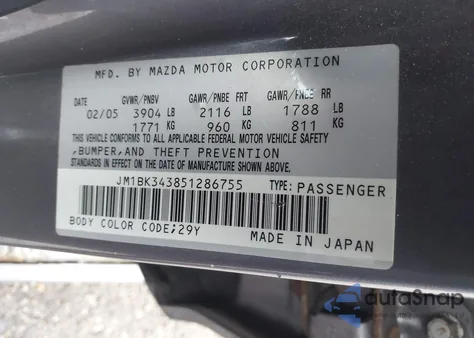 MFD. BY MAZDA MOTOR CORPORATION
GVWR/PNBV GAWR/PNBE FRT GAWR/PNBE RR
02/05 3904 LB 2116 LB 1788 LB
1771 KG 960 KG 811 KG
THIS VEHICLE CONFORMS TO ALL APPLICABLE FEDERAL MOTOR VEHICLE SAFETY
,BUMPER,AND THEFT PREVENTION
STANDARDS IN EFFECT ON THE DATE OF MANUFACTURE SHOWN ABOVE.
JM1BK343851286755 TYPE: PASSENGER
BODY COLOR CODE;29Y MADE IN JAPAN
autaSnap